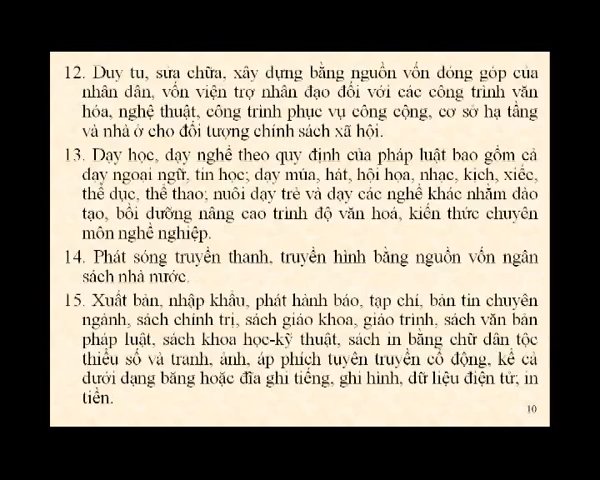 12. Duy tu, sửa chữa, xây dựng bằng nguồn vốn đóng góp của
nhân dân, vốn viện trợ nhân đạo đối với các công trình văn
hóa, nghệ thuật, công trình phục vụ công cộng, cơ sở hạ tầng
và nhà ở cho đối tượng chính sách xã hội.
13. Dạy học, dạy nghề theo quy định của pháp luật bao gồm cả
dạy ngoại ngữ, tin học; dạy múa, hát, hội họa, nhạc, kịch, xiếc,
thể dục, thể thao; nuôi dạy trẻ và dạy các nghề khác nhằm đào
tạo, bồi dưỡng nâng cao trình độ văn hoá, kiến thức chuyên
môn nghề nghiệp.
14. Phát sóng truyền thanh, truyền hình bằng nguồn vốn ngân
sách nhà nước.
15. Xuất bản, nhập khẩu, phát hành báo, tạp chí, bản tin chuyên
ngành, sách chính trị, sách giáo khoa, giáo trình, sách văn bản
pháp luật, sách khoa học-kỹ thuật, sách in bằng chữ dân tộc
thiểu số và tranh, ảnh, áp phích tuyên truyền cổ động, kể cả
dưới dạng băng hoặc đĩa ghi tiếng, ghi hình, dữ liệu điện tử; in
tiền.
10